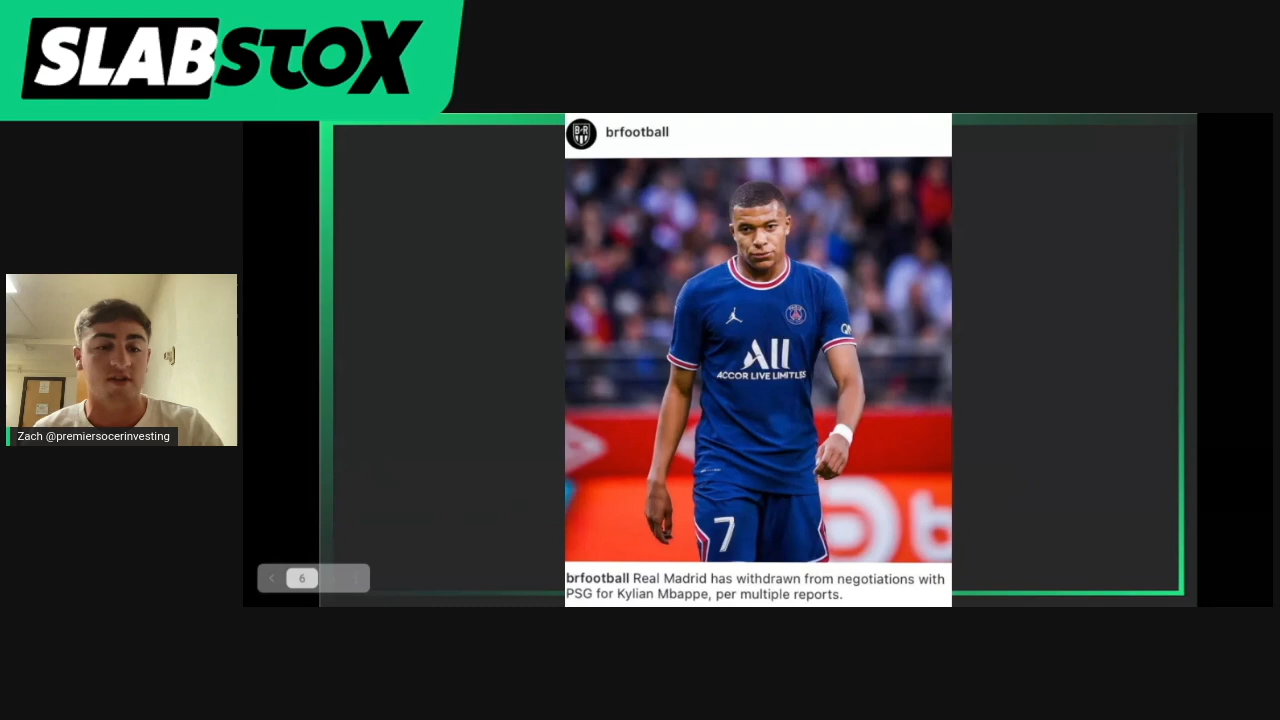 SLABSTOX
B/R
brfootball
ALL
ACCOR LIVE LIMITLESS
7
Zach @premiersocerinvesting
6
brfootball Real Madrid has withdrawn from negotiations with
PSG for Kylian Mbappe, per multiple reports.